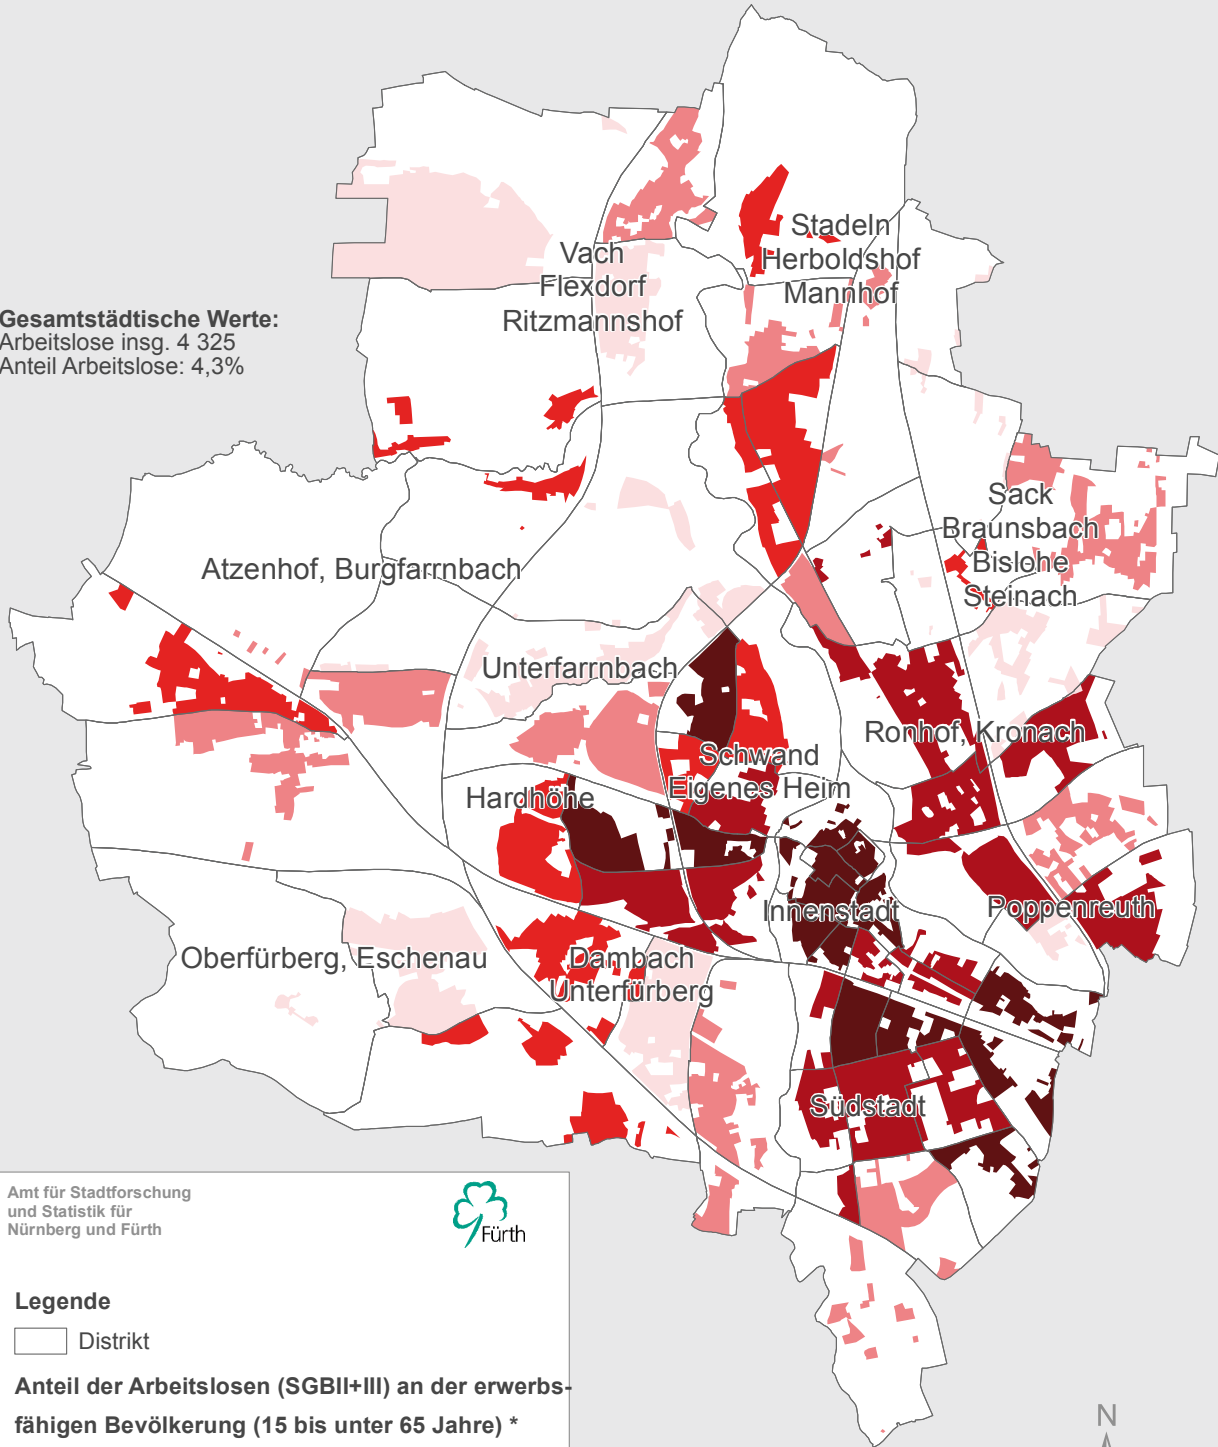 Stadeln
Herboldshof
Mannhof
Vach
Flexdorf
Ritzmannshof
Gesamtstädtische Werte:
Arbeitslose insg. 4 325
Anteil Arbeitslose: 4,3%
Sack
Braunsbach
Bislohe
Steinach
Atzenhof, Burgfarrnbach
Unterfarrnbach
Ronhof, Kronach
Schwand
Eigenes Heim
Hardhöhe
Innenstadt
Poppenreuth
Oberfürberg, Eschenau
Dambach
Unterfürberg
Südstadt
Amt für Stadtforschung
und Statistik für
Nürnberg und Fürth
Fürth
Legende
Distrikt
Anteil der Arbeitslosen (SGBII+III) an der erwerbs-
fähigen Bevölkerung (15 bis unter 65 Jahre) *
N